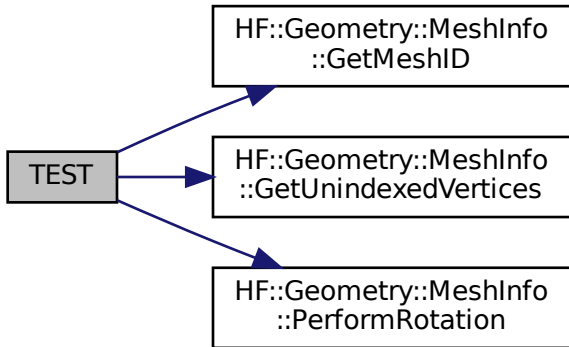 HF::Geometry::MeshInfo
::GetMeshID
TEST
HF::Geometry::MeshInfo
::GetUnindexedVertices
HF::Geometry::MeshInfo
::PerformRotation